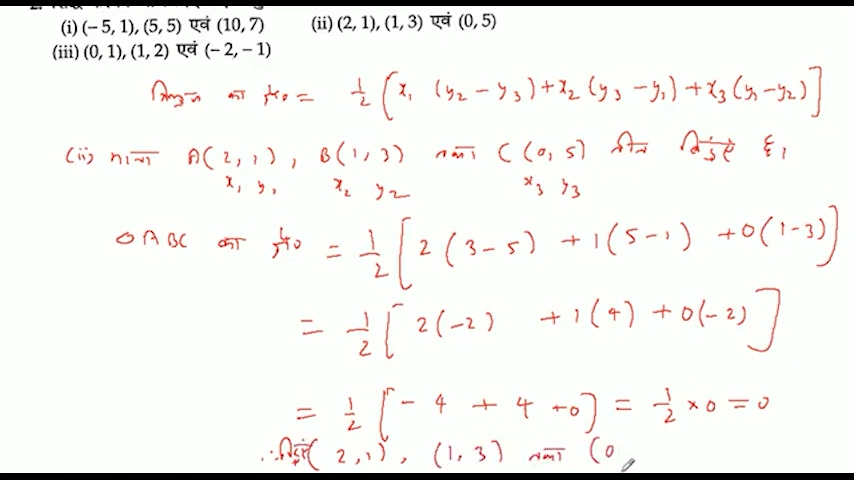 (i) (– 5, 1), (5, 5) एवं (10, 7) (ii) (2, 1), (1, 3) एवं (0, 5)
(iii) (0, 1), (1, 2) एवं (– 2, – 1)
त्रिभुज का क्षे० = 1/2 [x₁ (y₂ – y₃) + x₂ (y₃ – y₁) + x₃ (y₁ – y₂)]
(ii) माना A(2, 1), B(1, 3) तथा C(0, 5) तीन बिंदु हैं।
x₁ y₁ x₂ y₂ x₃ y₃
△ABC का क्षे० = 1/2 [2 (3 – 5) + 1(5 – 1) + 0(1 – 3)]
= 1/2 [2(–2) + 1(4) + 0(–2)]
= 1/2 [– 4 + 4 + 0] = 1/2 × 0 = 0
∴ (2, 1), (1, 3) तथा (0